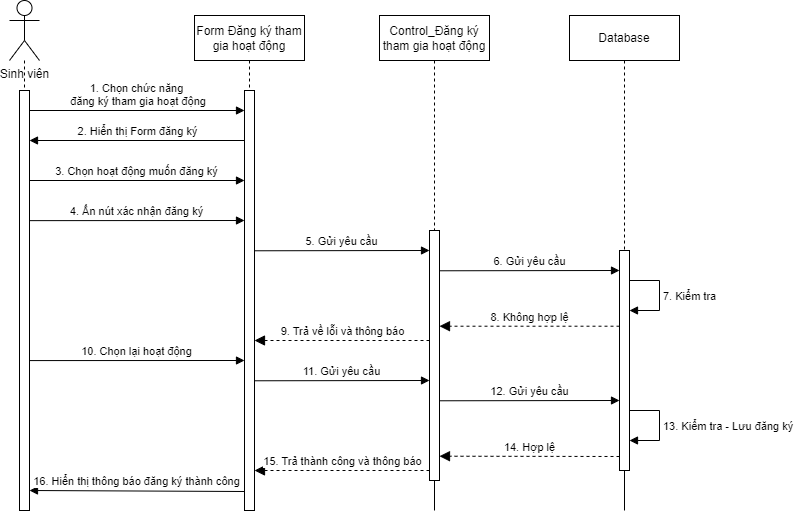 Form Đăng ký tham
gia hoạt động
Control_Đăng ký
tham gia hoạt động
Database
Sinh viên
1. Chọn chức năng
đăng ký tham gia hoạt động
2. Hiển thị Form đăng ký
3. Chọn hoạt động muốn đăng ký
4. Ấn nút xác nhận đăng ký
5. Gửi yêu cầu
6. Gửi yêu cầu
7. Kiểm tra
8. Không hợp lệ
9. Trả về lỗi và thông báo
10. Chọn lại hoạt động
11. Gửi yêu cầu
12. Gửi yêu cầu
13. Kiểm tra - Lưu đăng ký
14. Hợp lệ
15. Trả thành công và thông báo
16. Hiển thị thông báo đăng ký thành công